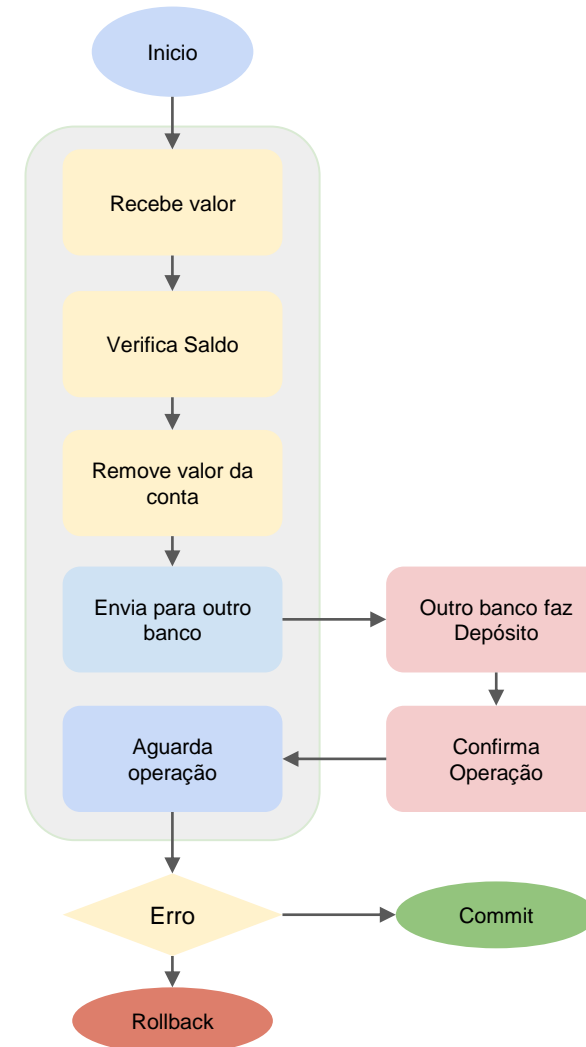 Inicio
Recebe valor
Verifica Saldo
Remove valor da
conta
Envia para outro
banco
Outro banco faz
Depósito
Aguarda
operação
Confirma
Operação
Erro
Commit
Rollback